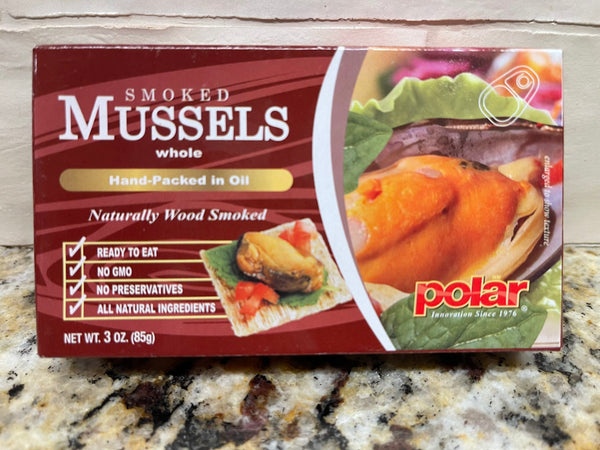 SMOKED
MUSSELS
whole
Hand-Packed in Oil
Naturally Wood Smoked
READY TO EAT
NO GMO
NO PRESERVATIVES
ALL NATURAL INGREDIENTS
NET WT. 3 OZ. (85g)
enlarged to show texture
polar®
Innovation Since 1976